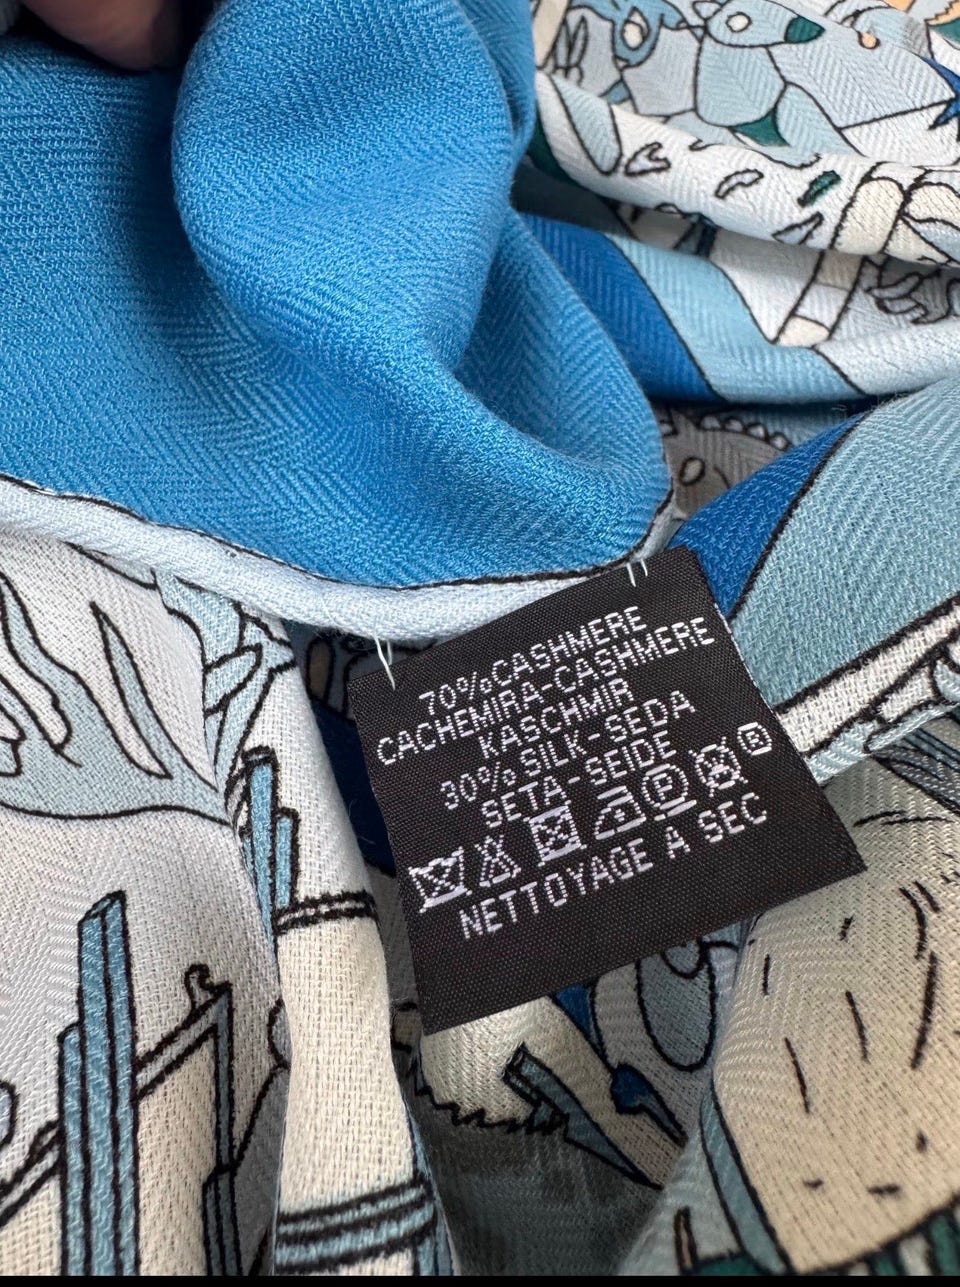 70%CASHMERE
CACHEMIRA-CASHMERE
KASCHMIR
30% SILK-SEDA
SETA-SEIDE
P P
NETTOYAGE A SEC